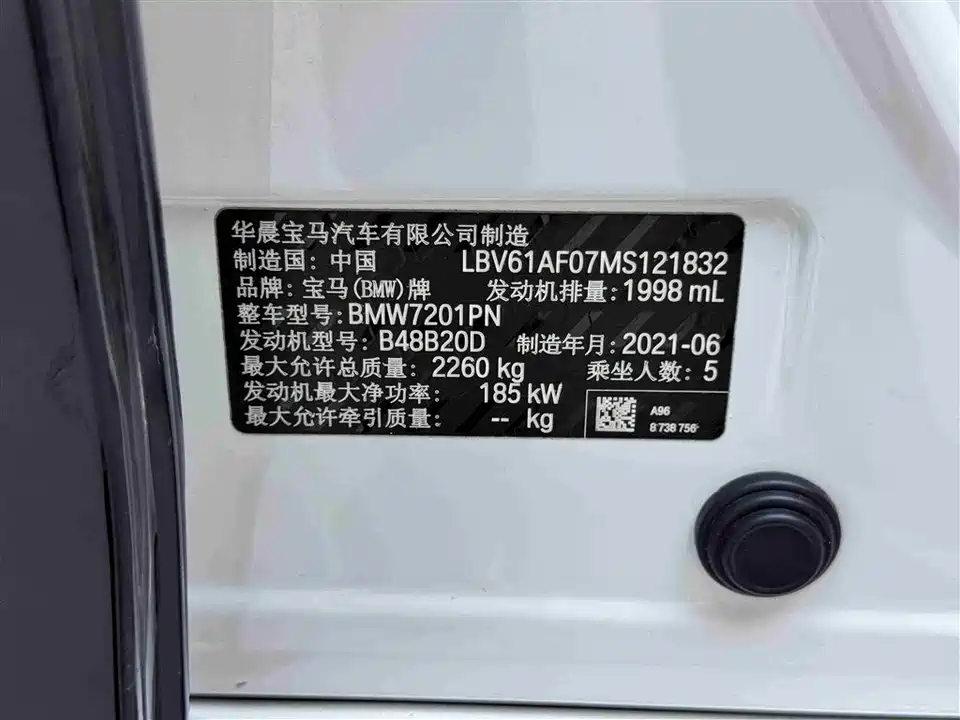 华晨宝马汽车有限公司制造
制造国: 中国 LBV61AF07MS121832
品牌: 宝马(BMW)牌 发动机排量: 1998 mL
整车型号: BMW7201PN
发动机型号: B48B20D 制造年月: 2021-06
最大允许总质量: 2260 kg 乘坐人数: 5
发动机最大净功率: 185 kW
最大允许牵引质量: -- kg
A96
8 738 756